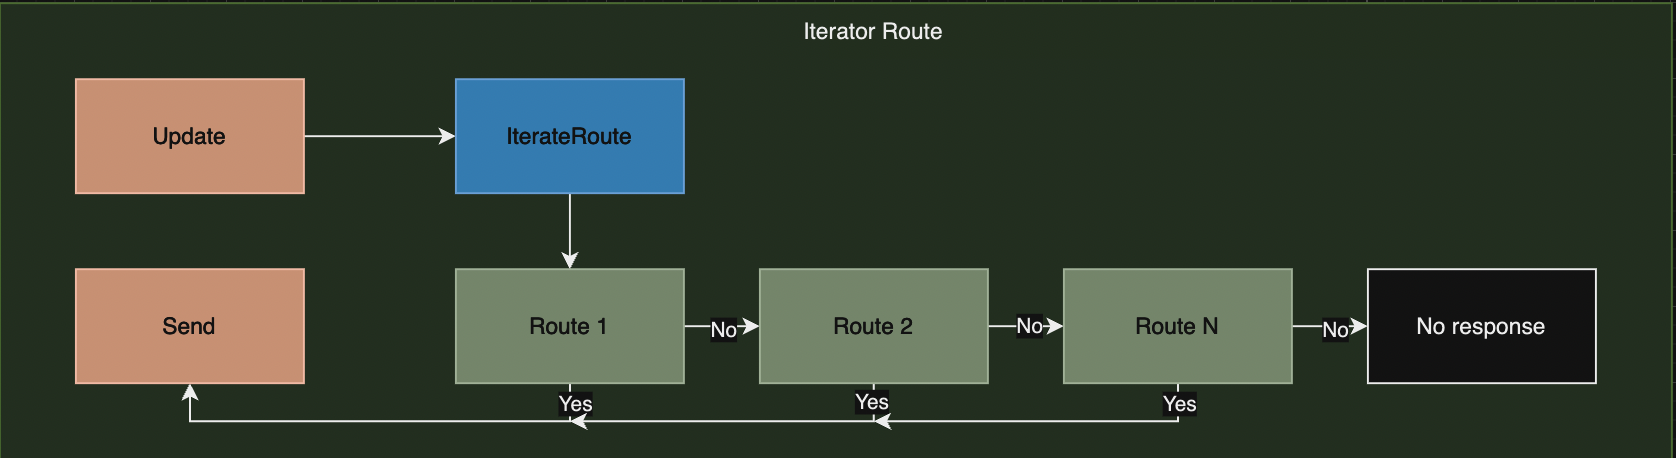 Iterator Route
Update
IterateRoute
Send
Route 1
No
Route 2
No
Route N
No
No response
Yes
Yes
Yes